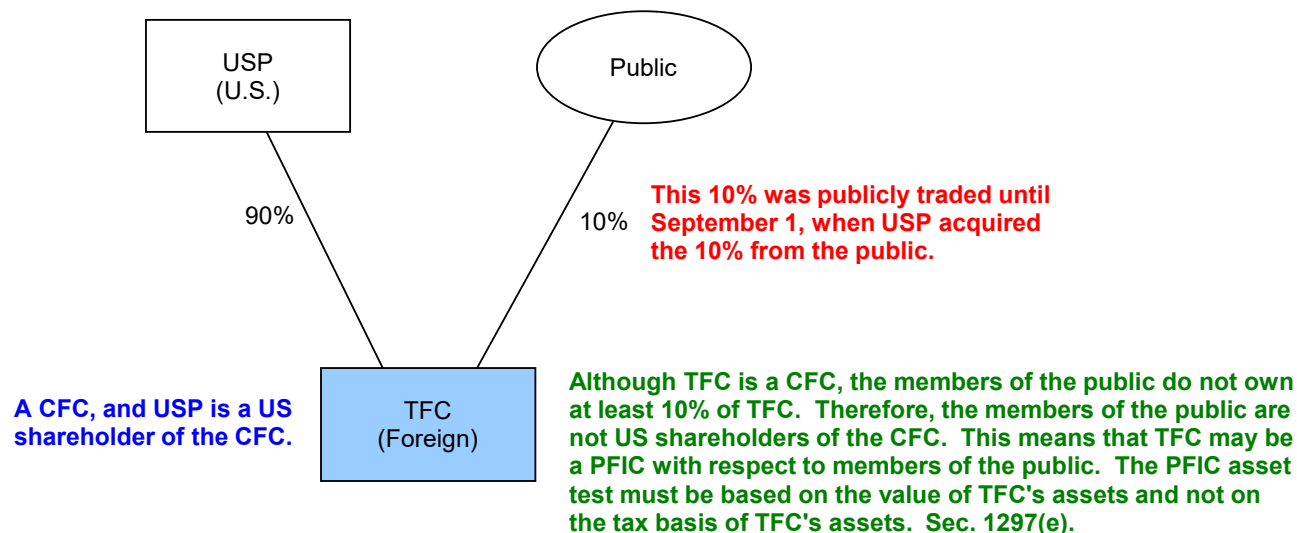 USP
(U.S.)
Public
90%
10%
This 10% was publicly traded until
September 1, when USP acquired
the 10% from the public.
A CFC, and USP is a US
shareholder of the CFC.
TFC
(Foreign)
Although TFC is a CFC, the members of the public do not own
at least 10% of TFC.  Therefore, the members of the public are
not US shareholders of the CFC.  This means that TFC may be
a PFIC with respect to members of the public.  The PFIC asset
test must be based on the value of TFC's assets and not on
the tax basis of TFC's assets.  Sec. 1297(e).